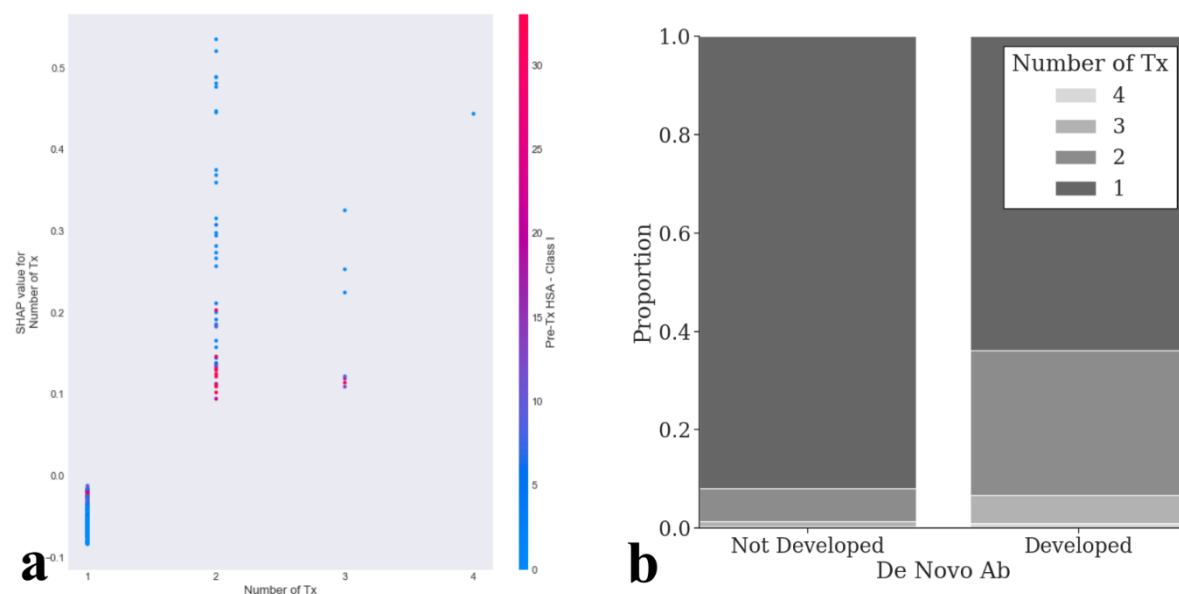 0.5
0.4
0.3
0.2
0.1
0.0
-0.1
SHAP value for
Number of Tx
1 2 3 4
Number of Tx
30
25
20
15
10
5
0
Pre-Tx HSA - Class I
a
1.0
0.8
0.6
0.4
0.2
0.0
Proportion
Number of Tx
4
3
2
1
Not Developed Developed
De Novo Ab
b